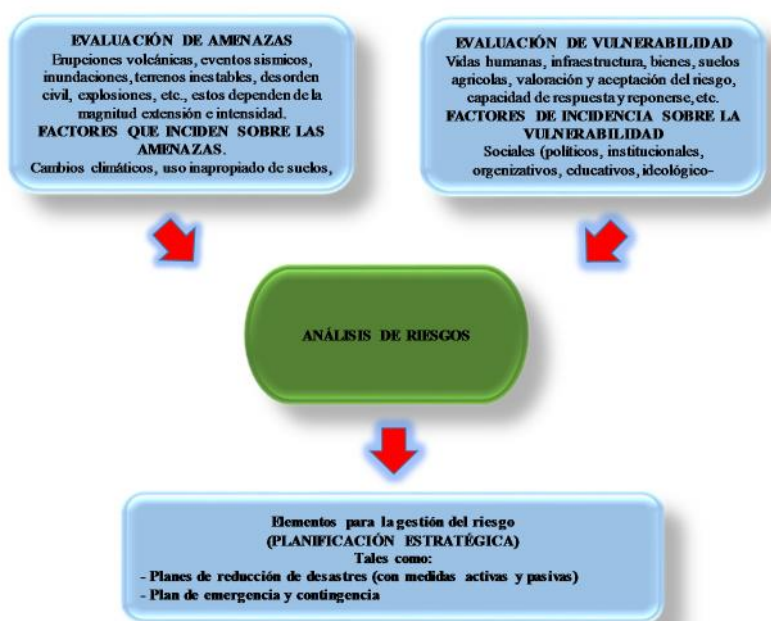 EVALUACIÓN DE AMENAZAS
Erupciones volcánicas, eventos sísmicos,
inundaciones, terrenos inestables, desorden
civil, explosiones, etc., estos dependen de la
magnitud extensión e intensidad.
FACTORES QUE INCIDEN SOBRE LAS
AMENAZAS.
Cambios climáticos, uso inapropiado de suelos,
EVALUACIÓN DE VULNERABILIDAD
Vidas humanas, infraestructura, bienes, suelos
agrícolas, valoración y aceptación del riesgo,
capacidad de respuesta y reponerse, etc.
FACTORES DE INCIDENCIA SOBRE LA
VULNERABILIDAD
Sociales (políticos, institucionales,
organizativos, educativos, ideológico-
ANÁLISIS DE RIESGOS
Elementos para la gestión del riesgo
(PLANIFICACIÓN ESTRATÉGICA)
Tales como:
- Planes de reducción de desastres (con medidas activas y pasivas)
- Plan de emergencia y contingencia